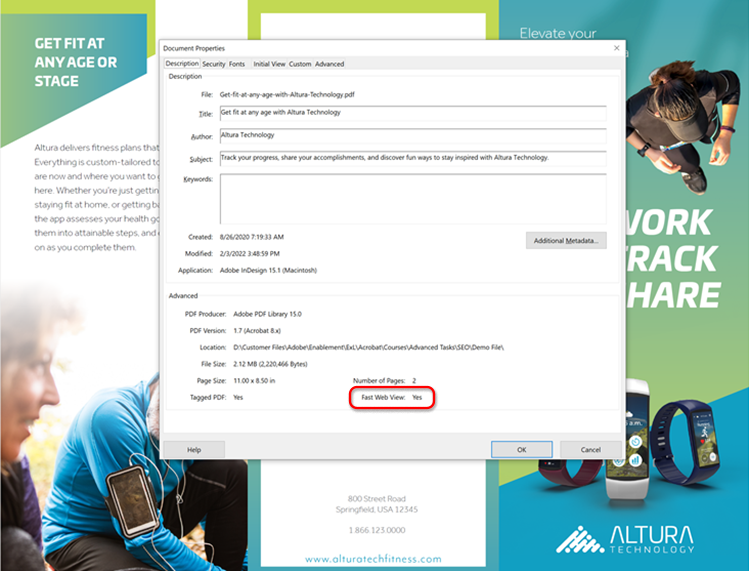 GET FIT AT
ANY AGE OR
STAGE
Altura delivers fitness plans that
Everything is custom-tailored to
are now and where you want to
here. Whether you're just getting
staying fit at home, or getting
the app assesses your health
them into attainable steps, and
on as you complete them.
Elevate your
Document Properties
Description Security Fonts Initial View Custom Advanced
Description
File: Get-fit-at-any-age-with-Altura-Technology.pdf
Title: Get fit at any age with Altura Technology
Author: Altura Technology
Subject: Track your progress, share your accomplishments, and discover fun ways to stay inspired with Altura Technology.
Keywords:
Created: 8/26/2020 7:19:33 AM
Modified: 2/3/2022 3:48:59 PM
Application: Adobe InDesign 15.1 (Macintosh)
Additional Metadata...
Advanced
PDF Producer: Adobe PDF Library 15.0
PDF Version: 1.7 (Acrobat 8.x)
Location: D:\Customer Files\Adobe\Enablement\ExL\Acrobat\Courses\Advanced Tasks\SEO\Demo File\
File Size: 2.12 MB (2,220,466 Bytes)
Page Size: 11.00 x 8.50 in Number of Pages: 2
Tagged PDF: Yes Fast Web View: Yes
Help OK Cancel
WORK
TRACK
SHARE
800 Street Road
Springfield, USA 12345
1 866 123.0000
www.alturatechfitness.com
ALTURA
TECHNOLOGY